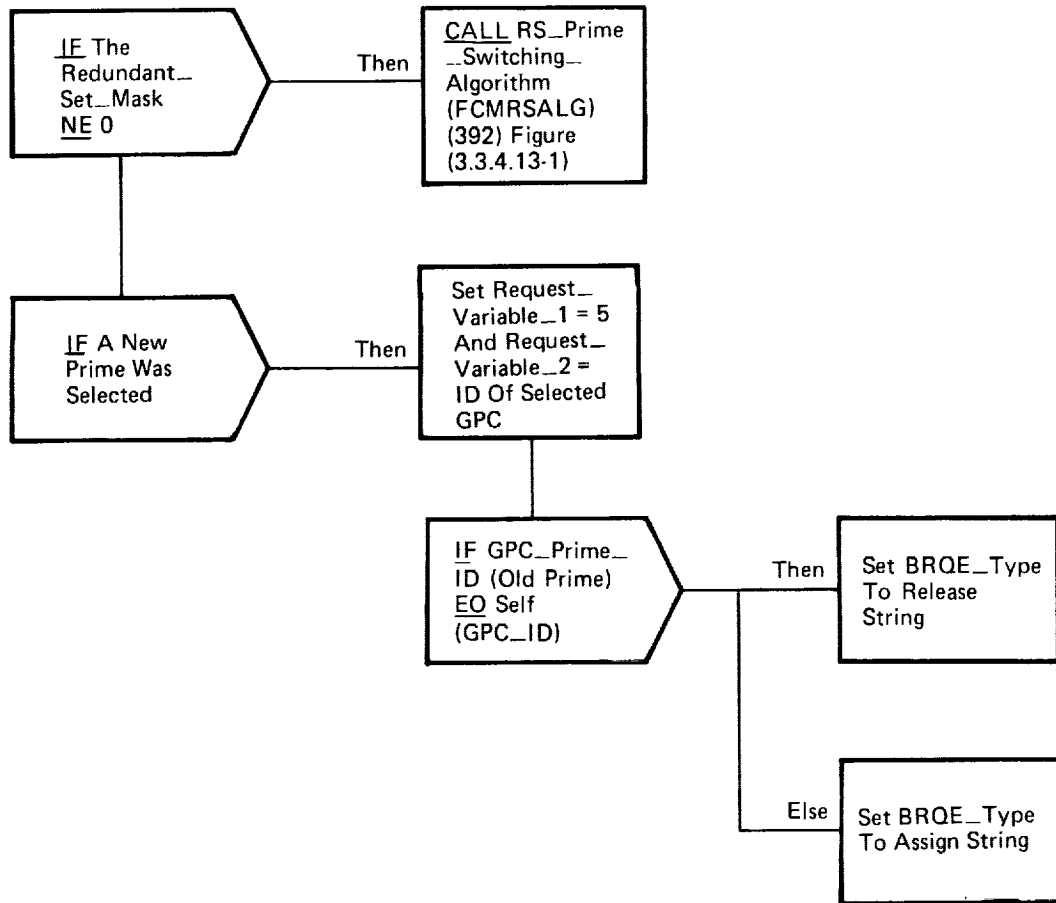 IF The
Redundant_
Set_Mask
NE 0
Then
CALL RS_Prime
_Switching_
Algorithm
(FCMRSALG)
(392) Figure
(3.3.4.13-1)
IF A New
Prime Was
Selected
Then
Set Request_
Variable_1 = 5
And Request_
Variable_2 =
ID Of Selected
GPC
IF GPC_Prime_
ID (Old Prime)
EO Self
(GPC_ID)
Then
Set BRQE_Type
To Release
String
Else
Set BRQE_Type
To Assign String